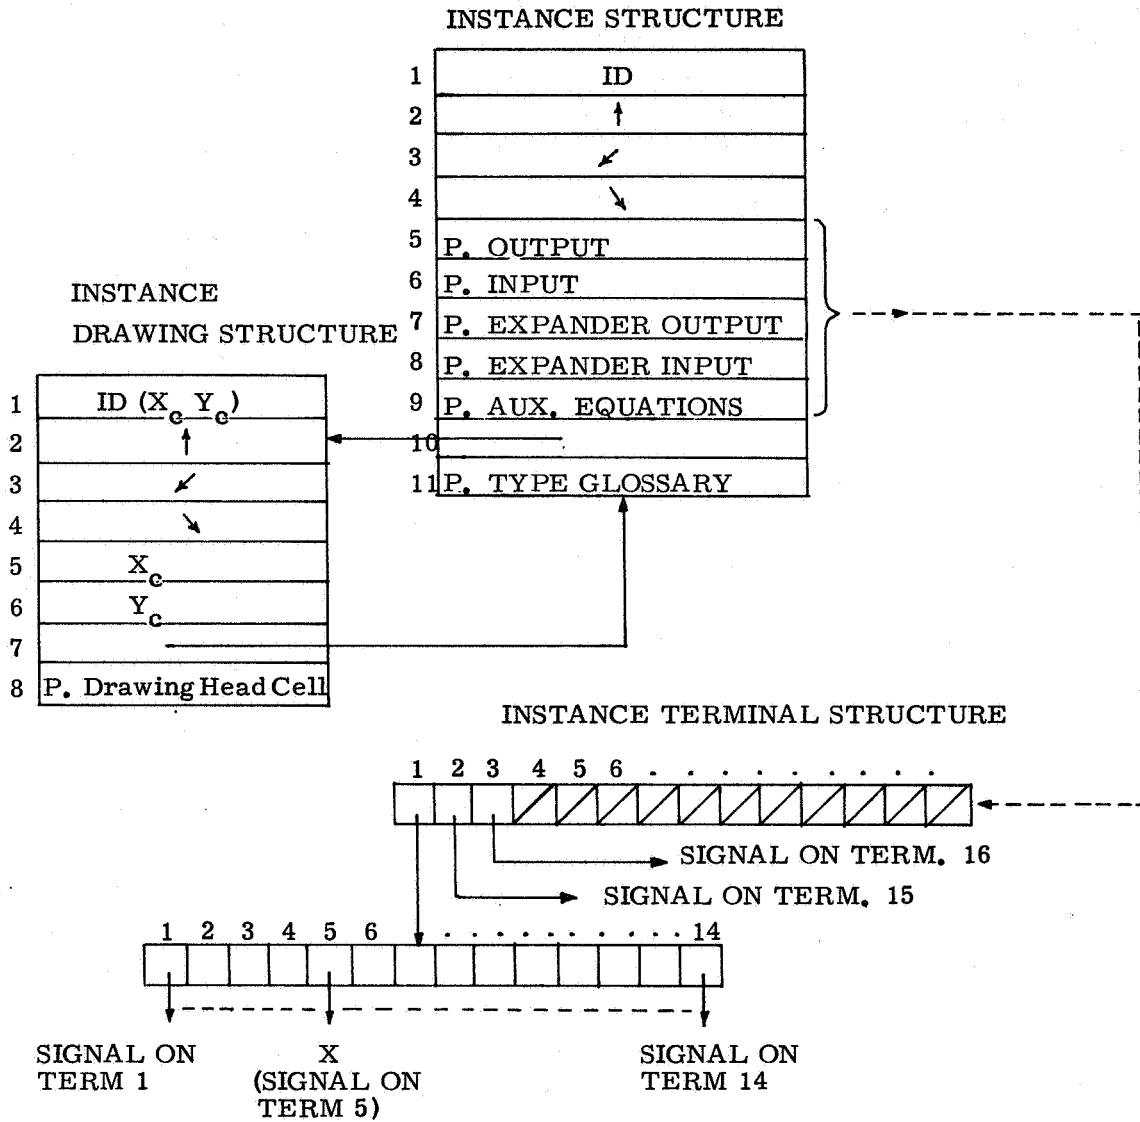 INSTANCE STRUCTURE
1 ID
2 ↑
3 ↙
4 ↘
5 P. OUTPUT
6 P. INPUT
7 P. EXPANDER OUTPUT
8 P. EXPANDER INPUT
9 P. AUX. EQUATIONS
10
11 P. TYPE GLOSSARY
INSTANCE
DRAWING STRUCTURE
1 ID (Xc Yc)
2 ↑
3 ↙
4 ↘
5 Xc
6 Yc
7
8 P. Drawing Head Cell
INSTANCE TERMINAL STRUCTURE
1 2 3 4 5 6 . . . . . . . .
SIGNAL ON TERM. 16
SIGNAL ON TERM. 15
1 2 3 4 5 6 . . . . . . . . . 14
SIGNAL ON
TERM 1
X
(SIGNAL ON
TERM 5)
SIGNAL ON
TERM 14